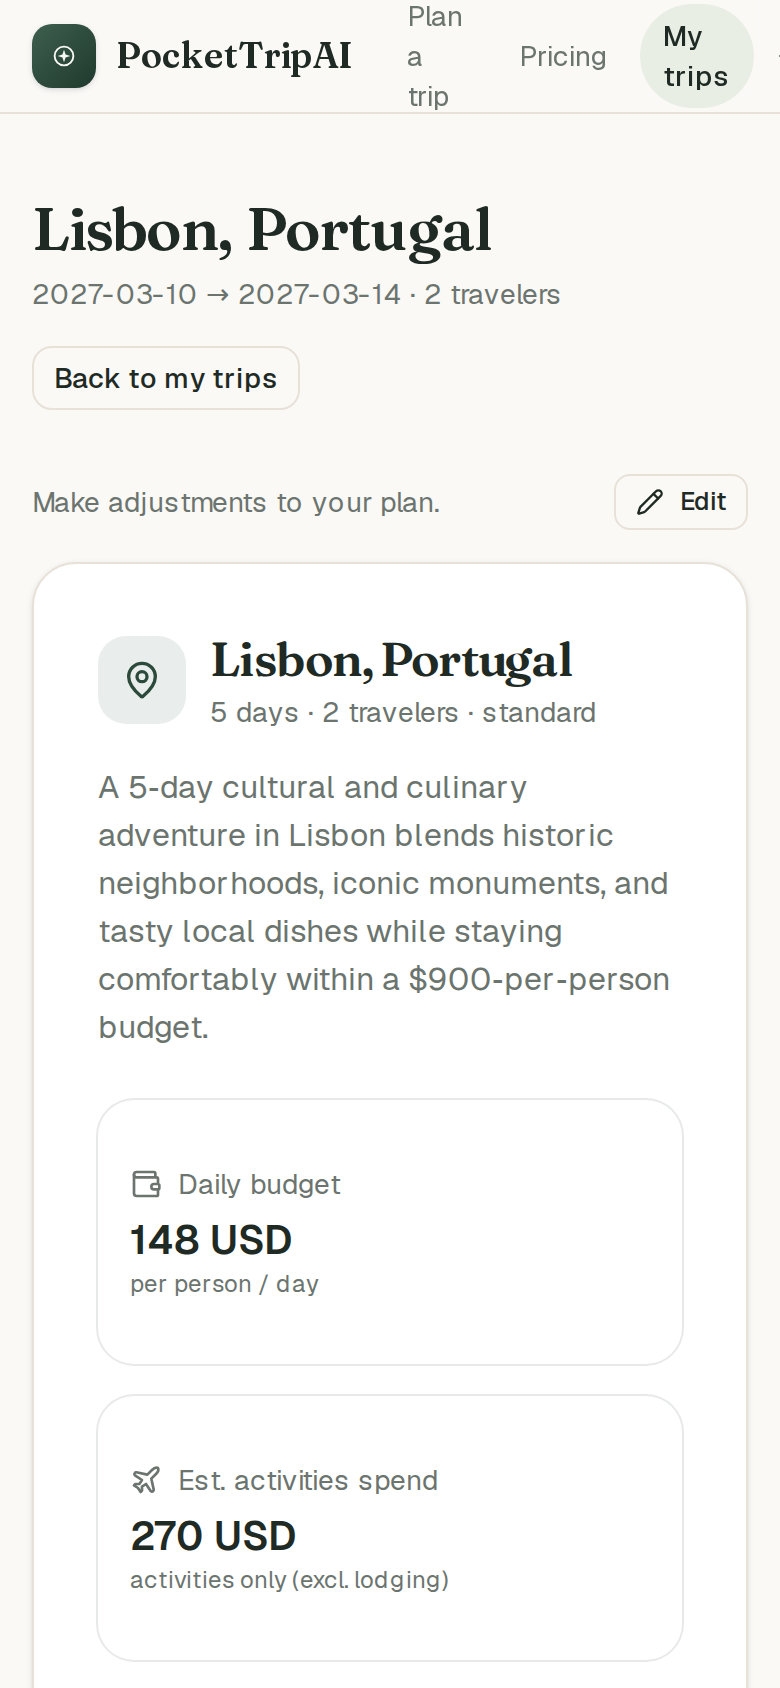 PocketTripAI
Plan
a
trip
Pricing
My
trips
Lisbon, Portugal
2027-03-10 → 2027-03-14 · 2 travelers
Back to my trips
Make adjustments to your plan.
Edit
Lisbon, Portugal
5 days · 2 travelers · standard
A 5-day cultural and culinary
adventure in Lisbon blends historic
neighborhoods, iconic monuments, and
tasty local dishes while staying
comfortably within a $900-per-person
budget.
Daily budget
148 USD
per person / day
Est. activities spend
270 USD
activities only (excl. lodging)